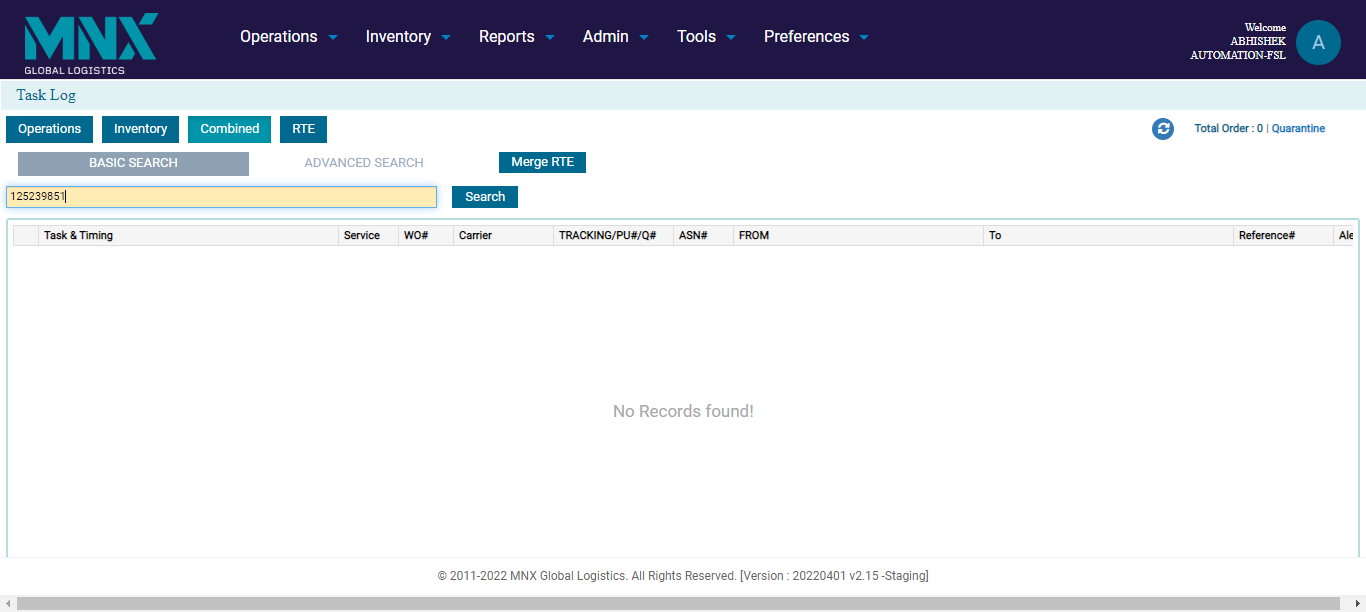 MNX
GLOBAL LOGISTICS
Operations Inventory Reports Admin Tools Preferences
Welcome
ABHISHEK
AUTOMATION-FSL
A
Task Log
Operations Inventory Combined RTE
Total Order : 0 | Quarantine
BASIC SEARCH ADVANCED SEARCH Merge RTE
125239851 Search
Task & Timing Service WO# Carrier TRACKING/PU#/Q# ASN# FROM To Reference# Ale
No Records found!
© 2011-2022 MNX Global Logistics. All Rights Reserved. [Version : 20220401 v2.15 -Staging]